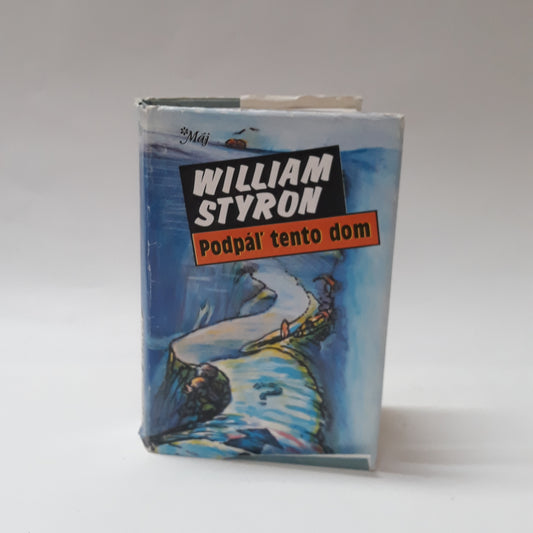 *Máj
WILLIAM
STYRON
Podpáľ tento dom
?